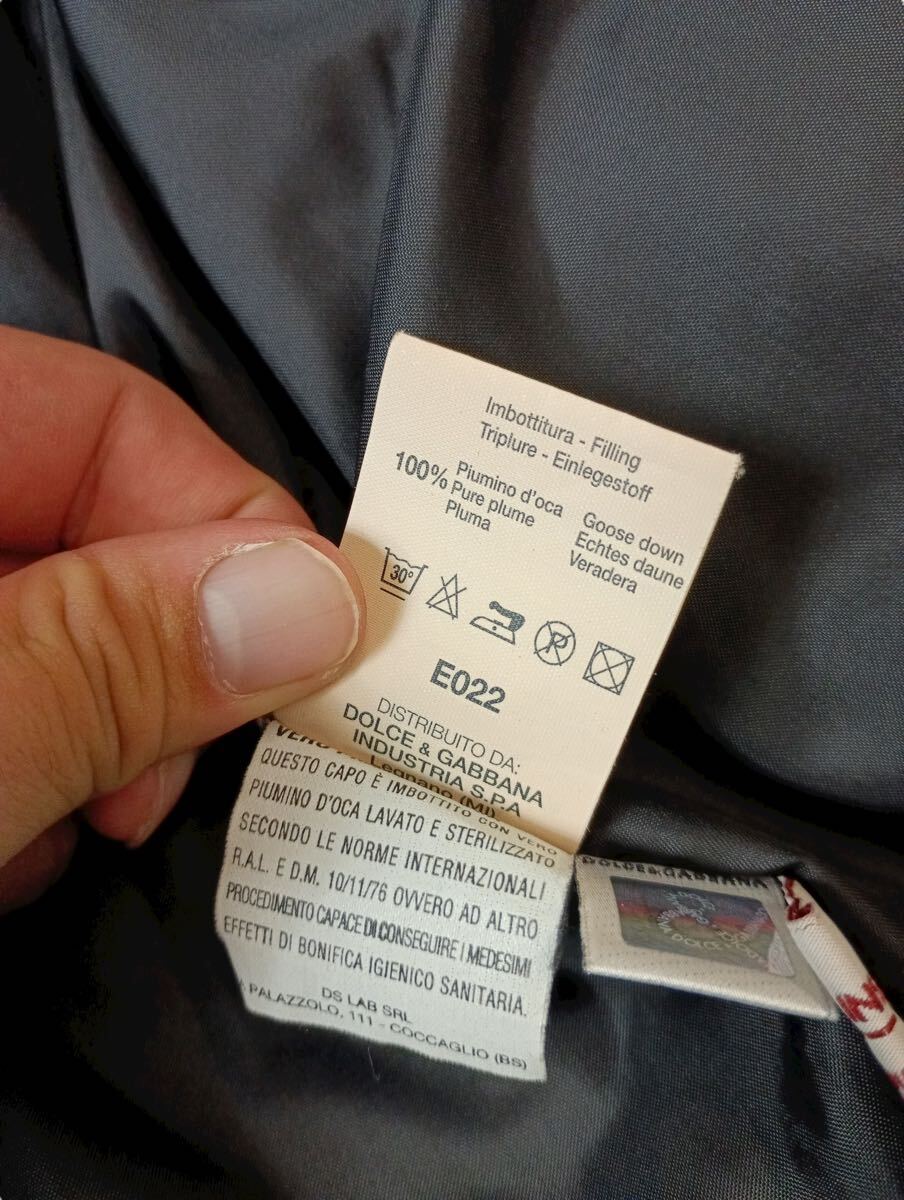 Imbottitura - Filling
Triplure - Einlegestoff
100% Piumino d'oca Goose down
Pure plume Echtes daune
Pluma Veradera
30°
P
E022
DISTRIBUITO DA:
DOLCE & GABBANA
INDUSTRIA S.P.A
Legnano (MI)
QUESTO CAPO È IMBOTTITO CON VERO
PIUMINO D'OCA LAVATO E STERILIZZATO
SECONDO LE NORME INTERNAZIONALI
R.A.L. E D.M. 10/11/76 OVVERO AD ALTRO
PROCEDIMENTO CAPACE DI CONSEGUIRE I MEDESIMI
EFFETTI DI BONIFICA IGIENICO SANITARIA.
DS LAB SRL
PALAZZOLO, 111 - COCCAGLIO (BS)
DOLCE & GABBANA